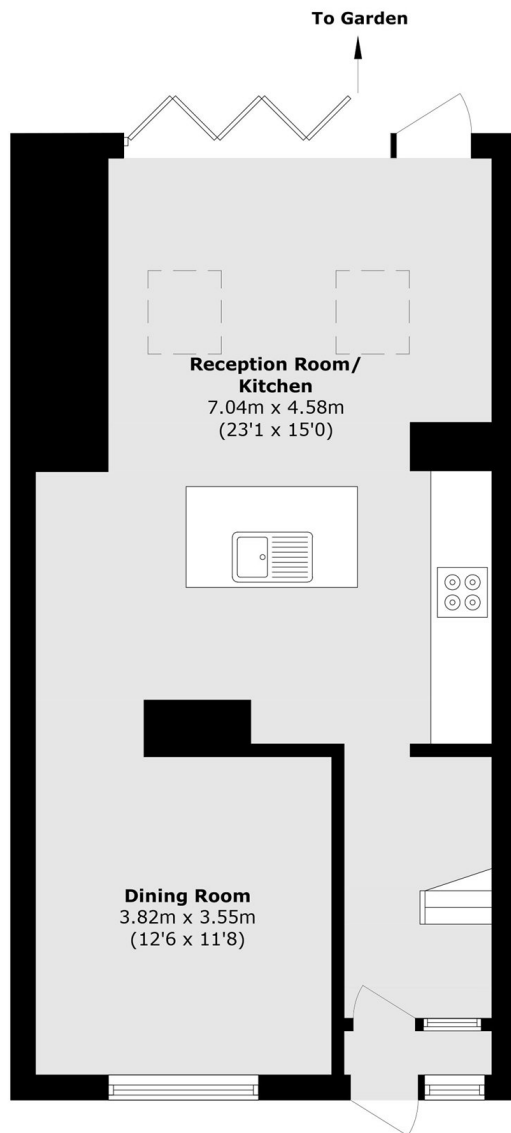 To Garden
Reception Room/
Kitchen
7.04m x 4.58m
(23'1 x 15'0)
Dining Room
3.82m x 3.55m
(12'6 x 11'8)